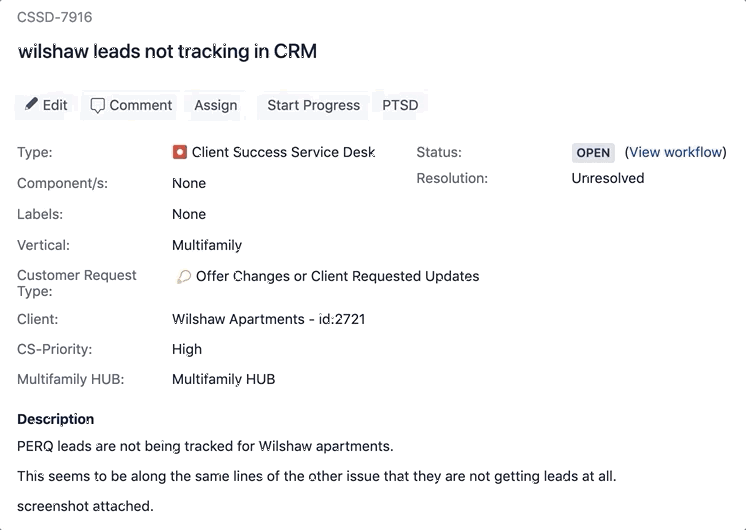 CSSD-7916
wilshaw leads not tracking in CRM
Edit Comment Assign Start Progress PTSD
Type: Client Success Service Desk Status: OPEN (View workflow)
Resolution: Unresolved
Component/s: None
Labels: None
Vertical: Multifamily
Customer Request Type: Offer Changes or Client Requested Updates
Client: Wilshaw Apartments - id:2721
CS-Priority: High
Multifamily HUB: Multifamily HUB
Description
PERQ leads are not being tracked for Wilshaw apartments.
This seems to be along the same lines of the other issue that they are not getting leads at all.
screenshot attached.